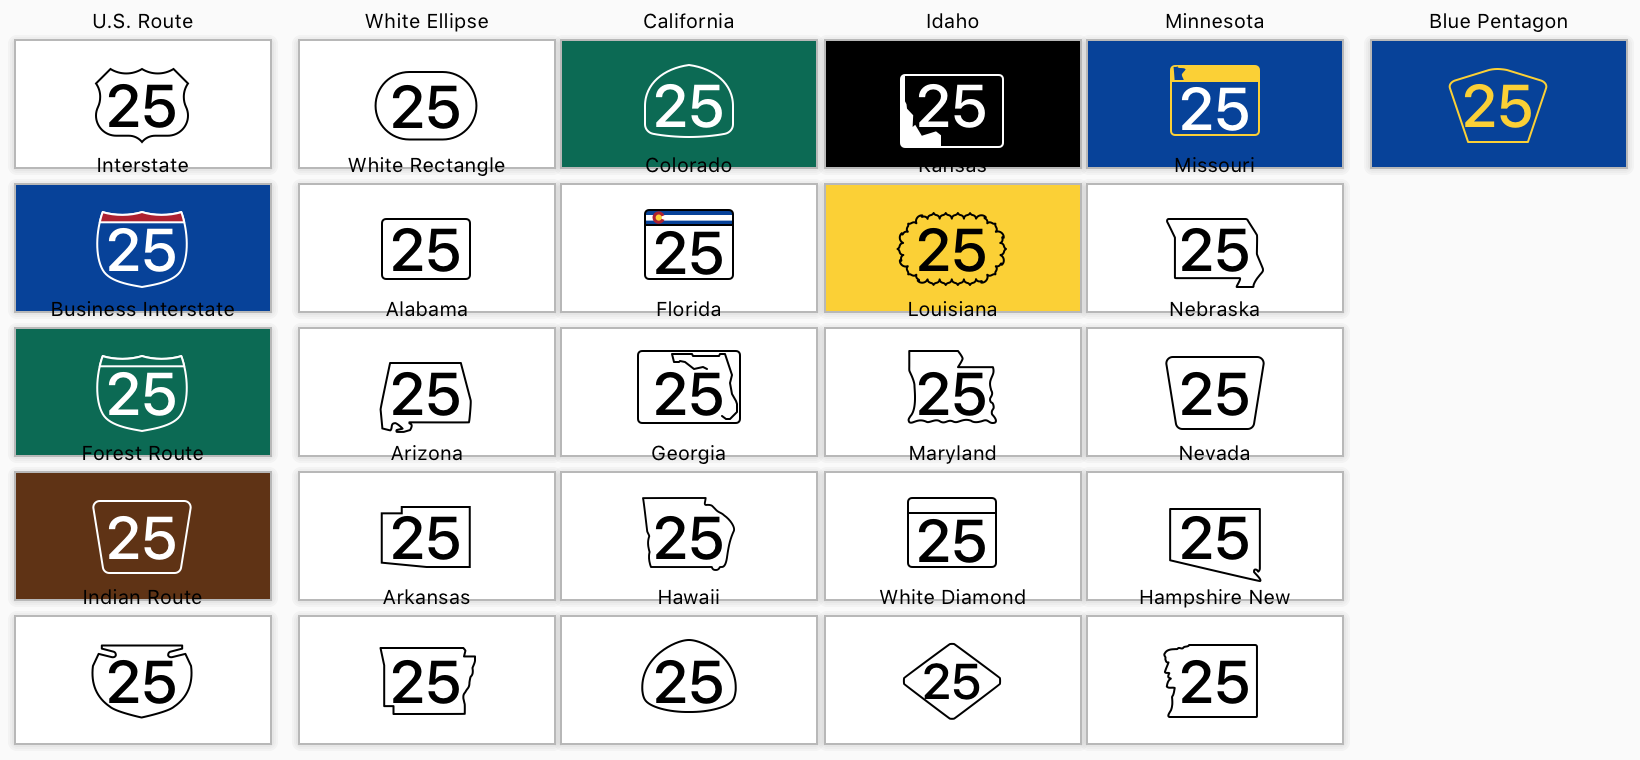 U.S. Route White Ellipse California Idaho Minnesota Blue Pentagon
25 25 25 25 25 25
Interstate White Rectangle Colorado Kansas Missouri
25 25 25 25 25
Business Interstate Alabama Florida Louisiana Nebraska
25 25 25 25 25
Forest Route Arizona Georgia Maryland Nevada
25 25 25 25 25
Indian Route Arkansas Hawaii White Diamond Hampshire New
25 25 25 25 25